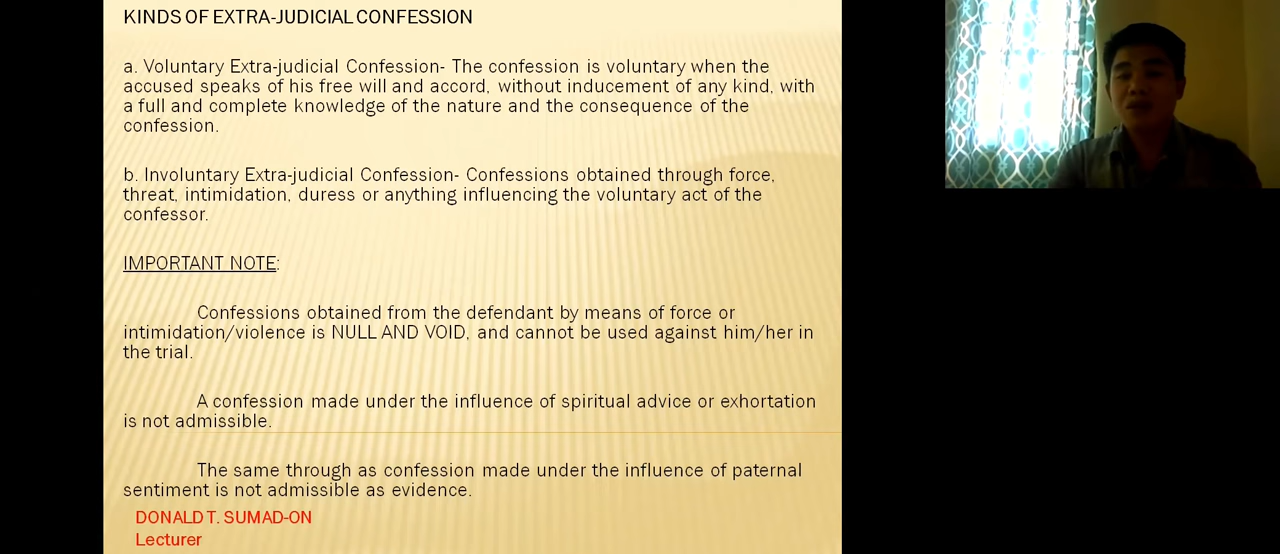 KINDS OF EXTRA-JUDICIAL CONFESSION
a. Voluntary Extra-judicial Confession- The confession is voluntary when the
accused speaks of his free will and accord, without inducement of any kind, with
a full and complete knowledge of the nature and the consequence of the
confession.
b. Involuntary Extra-judicial Confession- Confessions obtained through force,
threat, intimidation, duress or anything influencing the voluntary act of the
confessor.
IMPORTANT NOTE:
Confessions obtained from the defendant by means of force or
intimidation/violence is NULL AND VOID, and cannot be used against him/her in
the trial.
A confession made under the influence of spiritual advice or exhortation
is not admissible.
The same through as confession made under the influence of paternal
sentiment is not admissible as evidence.
DONALD T. SUMAD-ON
Lecturer